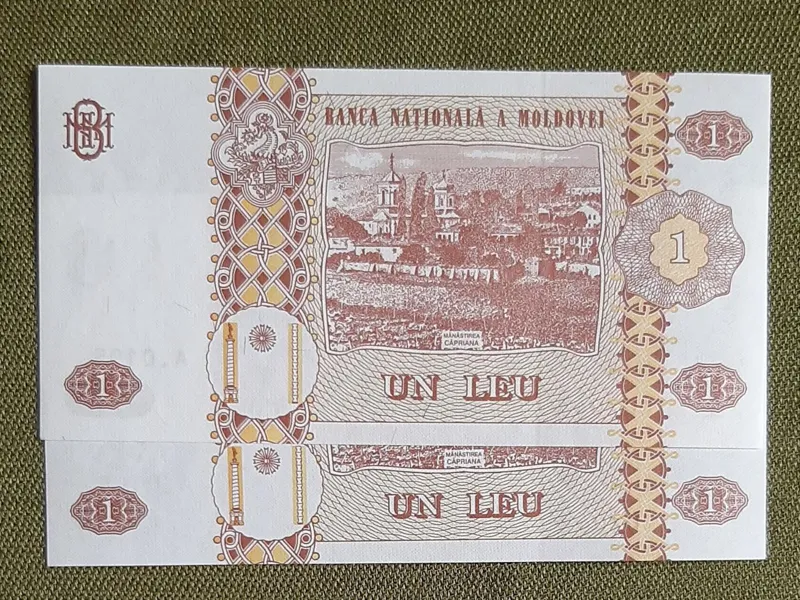 BANCA NAȚIONALĂ A MOLDOVEI
1
1
MĂNĂSTIREA
CĂPRIANA
1
UN LEU
1
MĂNĂSTIREA
CĂPRIANA
1
UN LEU
1